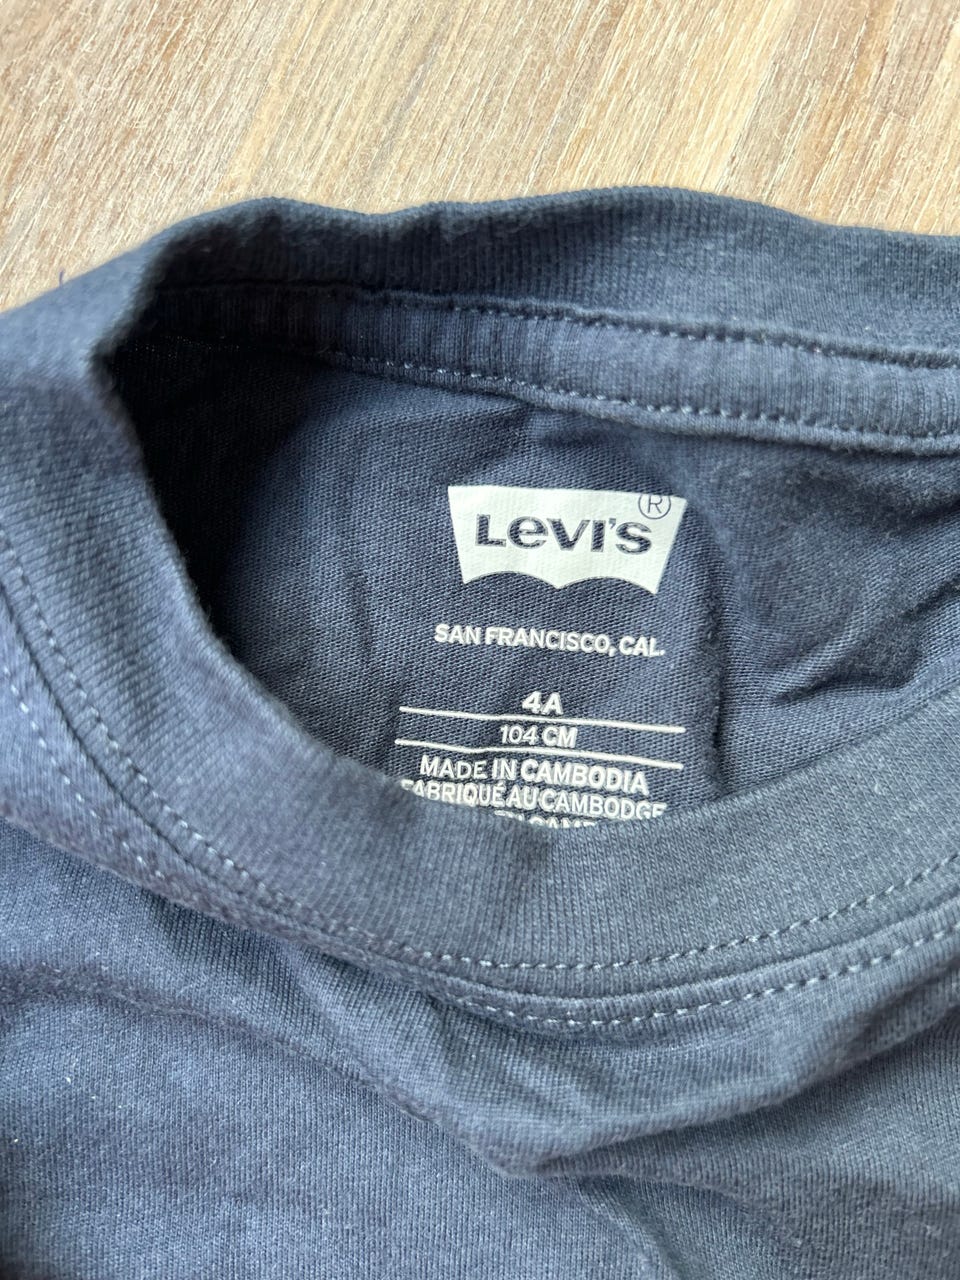 Levi's®
SAN FRANCISCO, CAL.
4A
104 CM
MADE IN CAMBODIA
FABRIQUÉ AU CAMBODGE